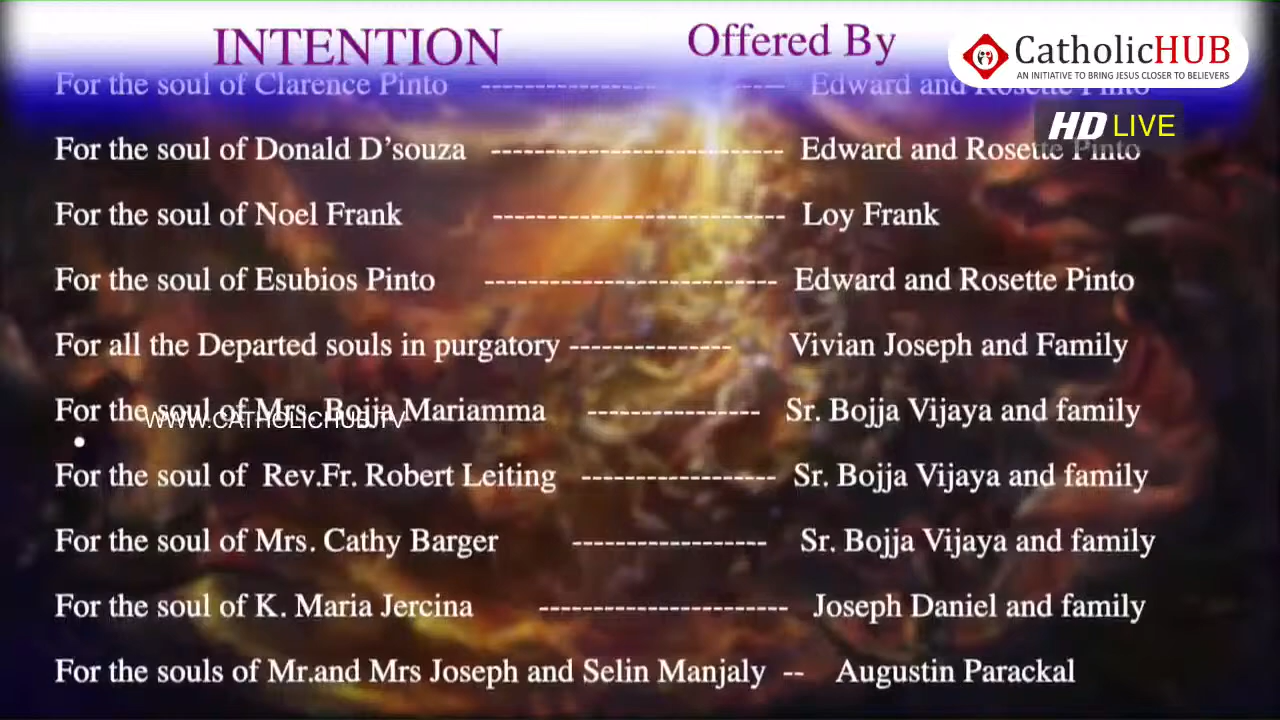 INTENTION Offered By
CatholicHUB
AN INITIATIVE TO BRING JESUS CLOSER TO BELIEVERS
For the soul of Clarence Pinto ------------------------ ----- Edward and Rosette Pinto
HD LIVE
For the soul of Donald D’souza --------------------------- Edward and Rosette Pinto
For the soul of Noel Frank --------------------------- Loy Frank
For the soul of Esubios Pinto --------------------------- Edward and Rosette Pinto
For all the Departed souls in purgatory --------------- Vivian Joseph and Family
For the soul of Mrs. Bojja Mariamma ---------------- Sr. Bojja Vijaya and family
WWW.CATHOLICHUB.TV
For the soul of Rev.Fr. Robert Leiting ------------------ Sr. Bojja Vijaya and family
For the soul of Mrs. Cathy Barger ------------------ Sr. Bojja Vijaya and family
For the soul of K. Maria Jercina ----------------------- Joseph Daniel and family
For the souls of Mr.and Mrs Joseph and Selin Manjaly -- Augustin Parackal